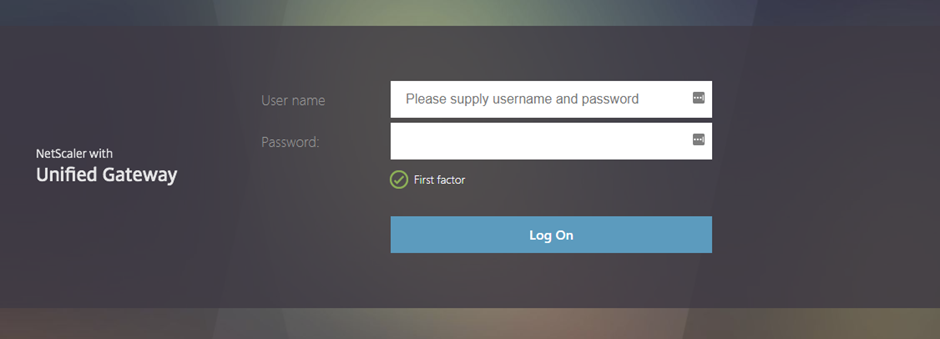 User name
Please supply username and password
Password:
NetScaler with
Unified Gateway
First factor
Log On